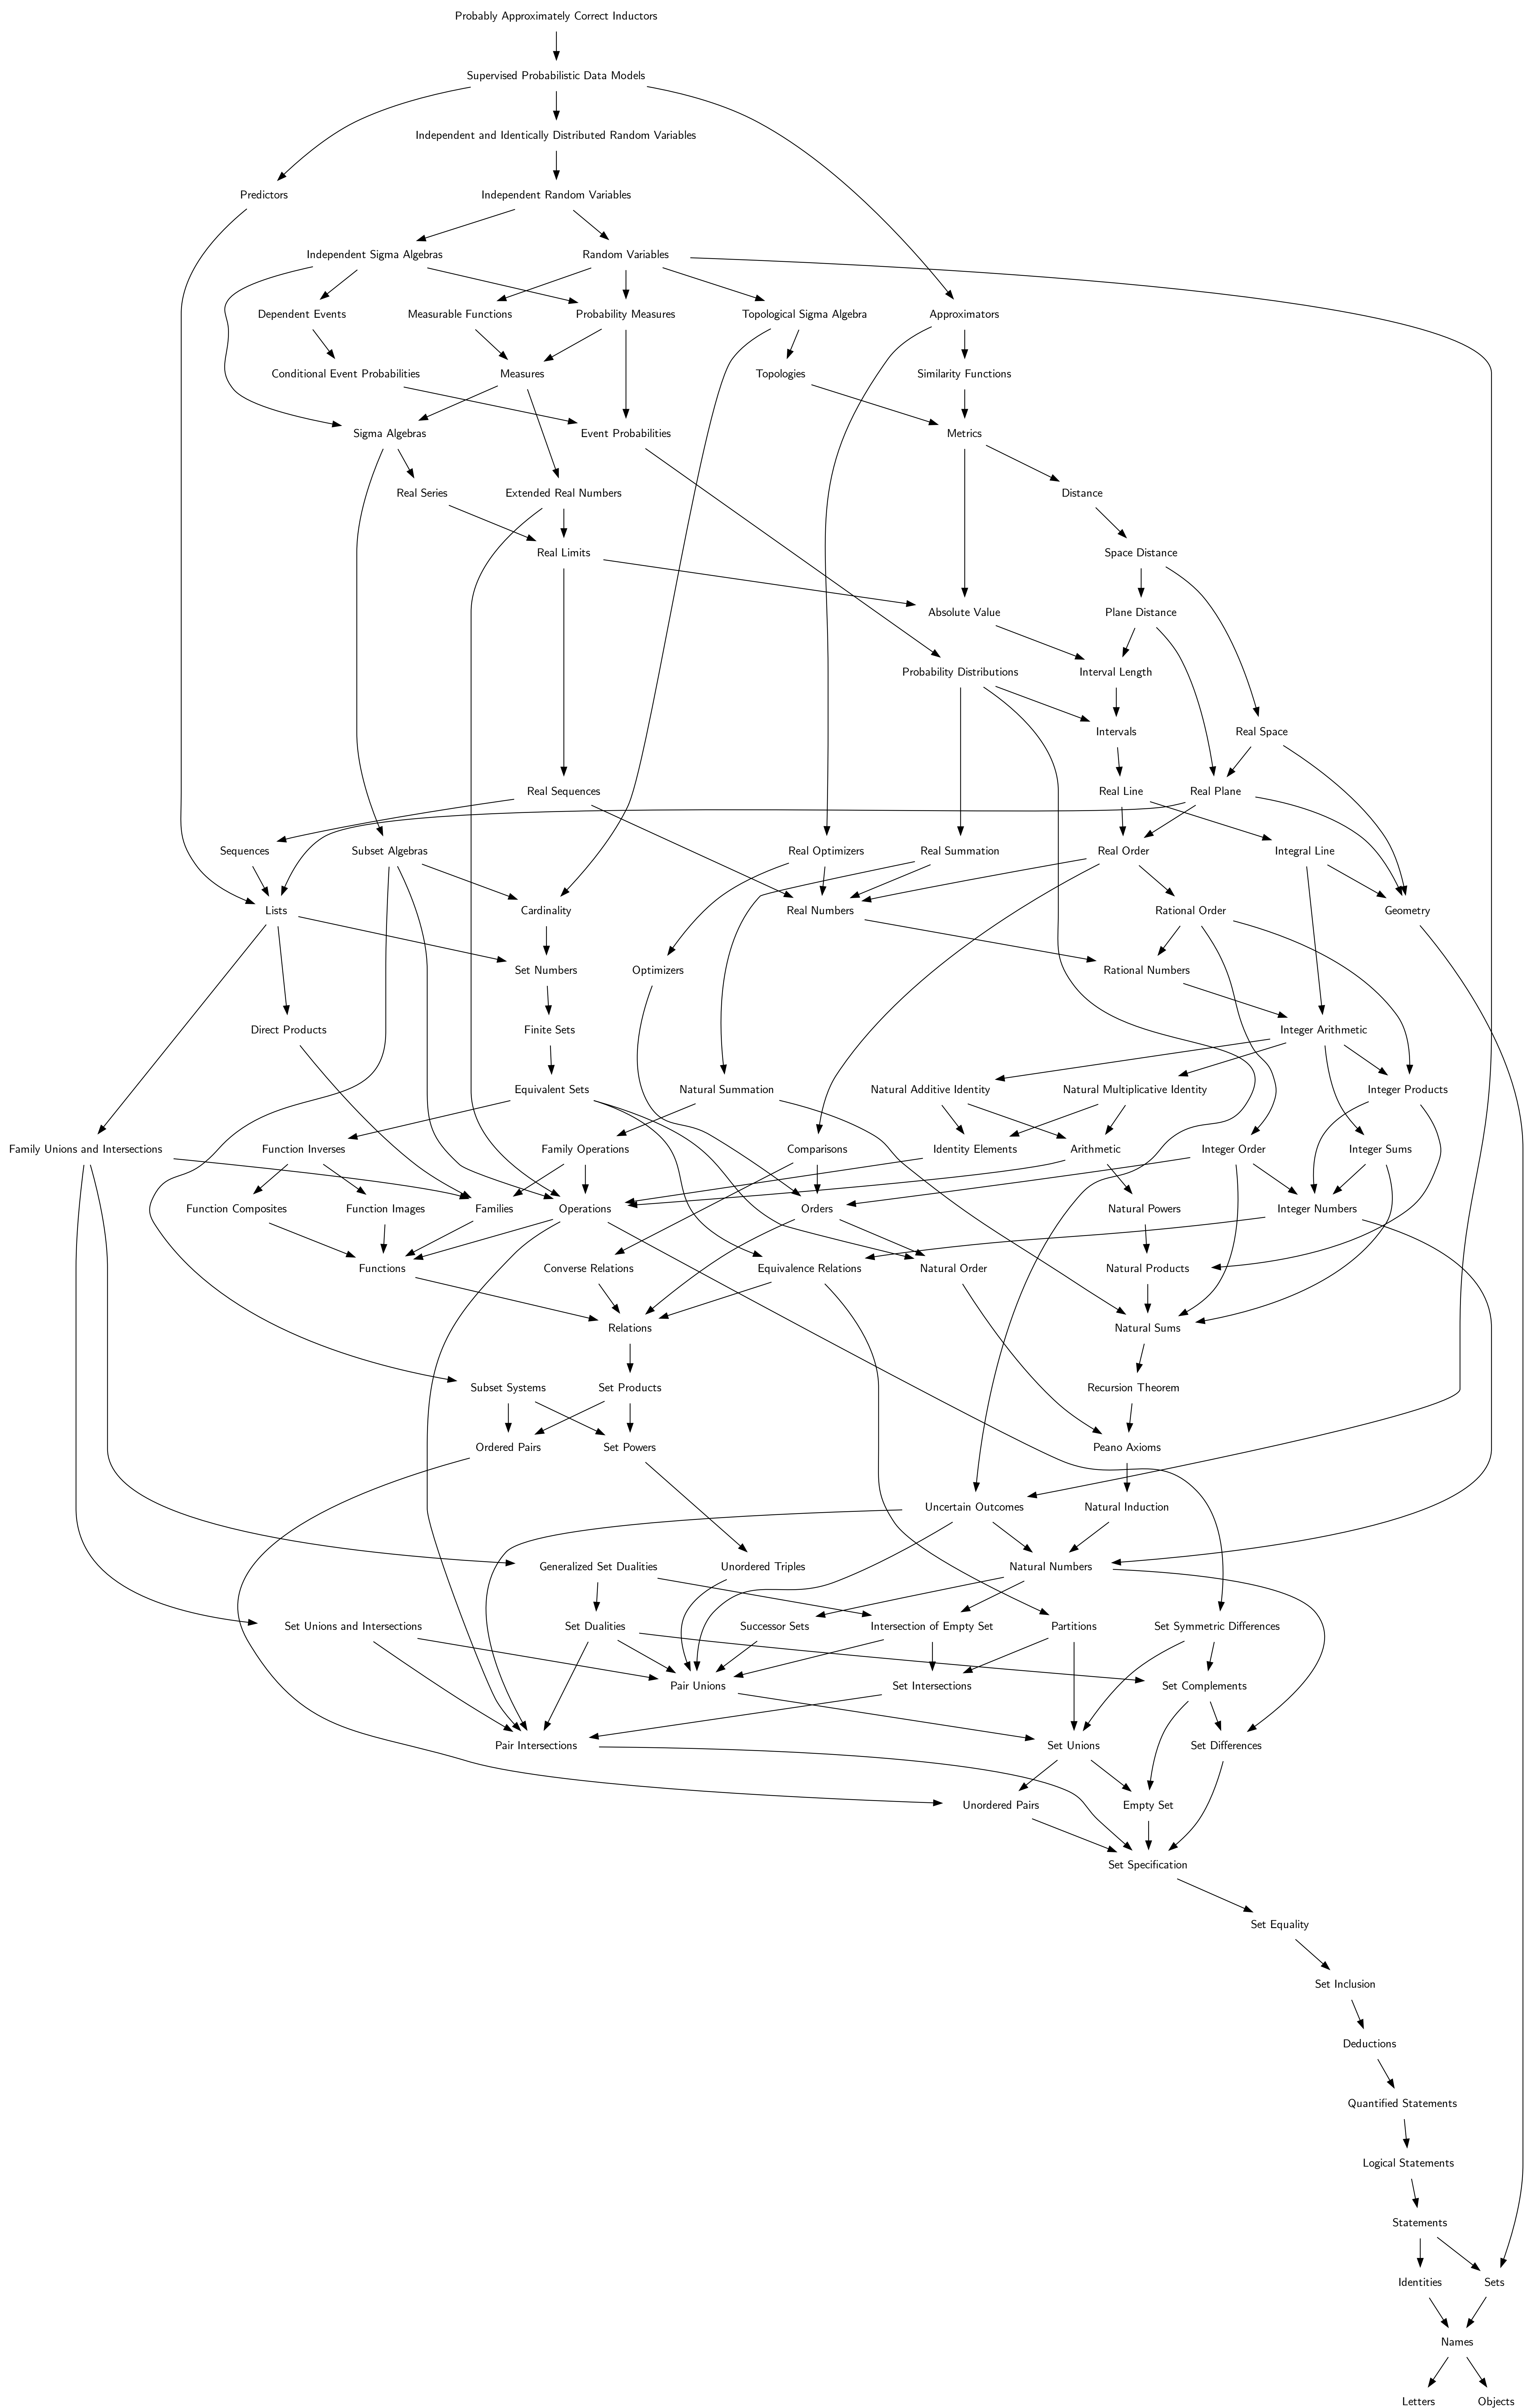 Probably Approximately Correct Inductors
Supervised Probabilistic Data Models
Independent and Identically Distributed Random Variables
Predictors
Independent Random Variables
Independent Sigma Algebras
Random Variables
Dependent Events
Measurable Functions
Probability Measures
Topological Sigma Algebra
Approximators
Conditional Event Probabilities
Measures
Topologies
Similarity Functions
Sigma Algebras
Event Probabilities
Metrics
Real Series
Extended Real Numbers
Distance
Real Limits
Space Distance
Absolute Value
Plane Distance
Probability Distributions
Interval Length
Intervals
Real Space
Real Sequences
Real Line
Real Plane
Sequences
Subset Algebras
Real Optimizers
Real Summation
Real Order
Integral Line
Lists
Cardinality
Real Numbers
Rational Order
Geometry
Set Numbers
Optimizers
Rational Numbers
Direct Products
Finite Sets
Integer Arithmetic
Equivalent Sets
Natural Summation
Natural Additive Identity
Natural Multiplicative Identity
Integer Products
Family Unions and Intersections
Function Inverses
Family Operations
Comparisons
Identity Elements
Arithmetic
Integer Order
Integer Sums
Function Composites
Function Images
Families
Operations
Orders
Natural Powers
Integer Numbers
Functions
Converse Relations
Equivalence Relations
Natural Order
Natural Products
Relations
Natural Sums
Subset Systems
Set Products
Recursion Theorem
Ordered Pairs
Set Powers
Peano Axioms
Uncertain Outcomes
Natural Induction
Generalized Set Dualities
Unordered Triples
Natural Numbers
Set Unions and Intersections
Set Dualities
Successor Sets
Intersection of Empty Set
Partitions
Set Symmetric Differences
Pair Unions
Set Intersections
Set Complements
Pair Intersections
Set Unions
Set Differences
Unordered Pairs
Empty Set
Set Specification
Set Equality
Set Inclusion
Deductions
Quantified Statements
Logical Statements
Statements
Identities
Sets
Names
Letters
Objects